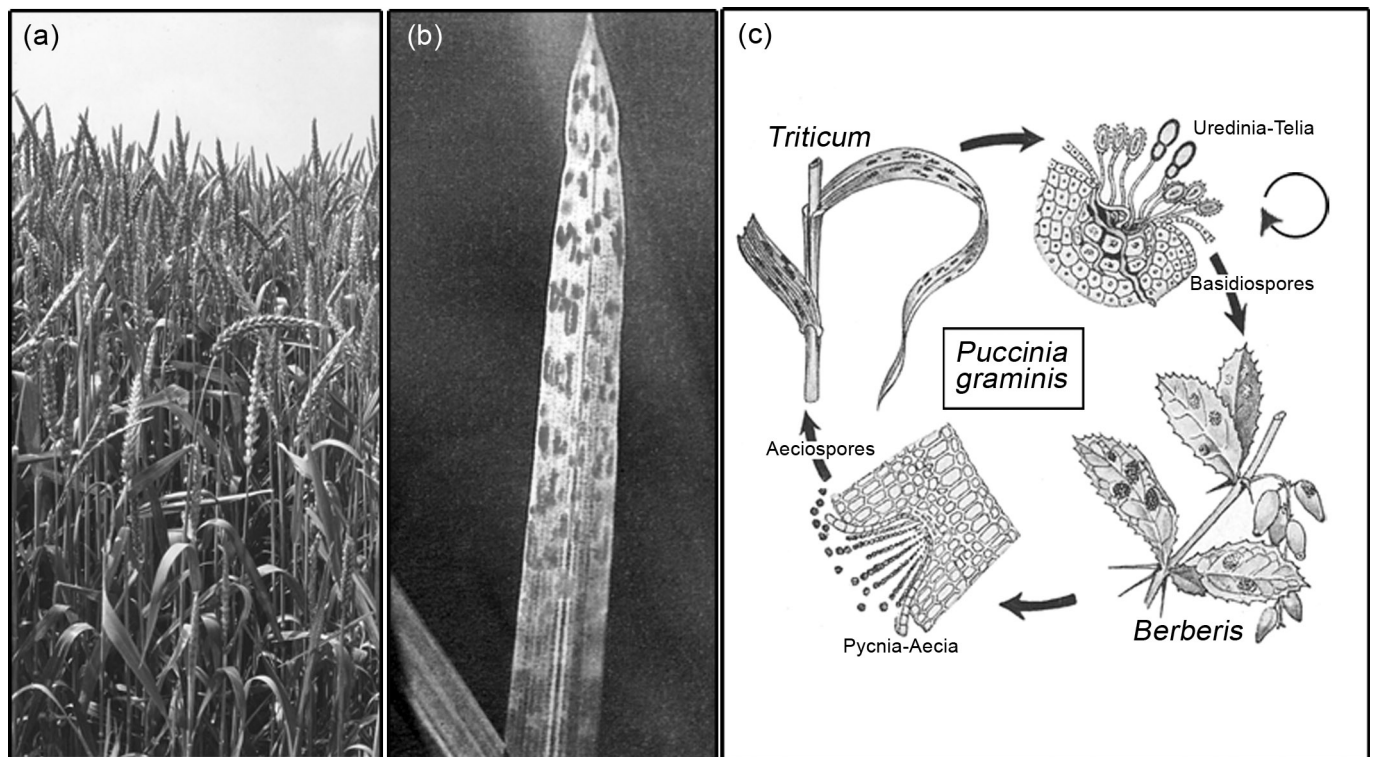 (a)
(b)
(c)
Triticum
Uredinia-Telia
Basidiospores
Puccinia
graminis
Aeciospores
Pycnia-Aecia
Berberis